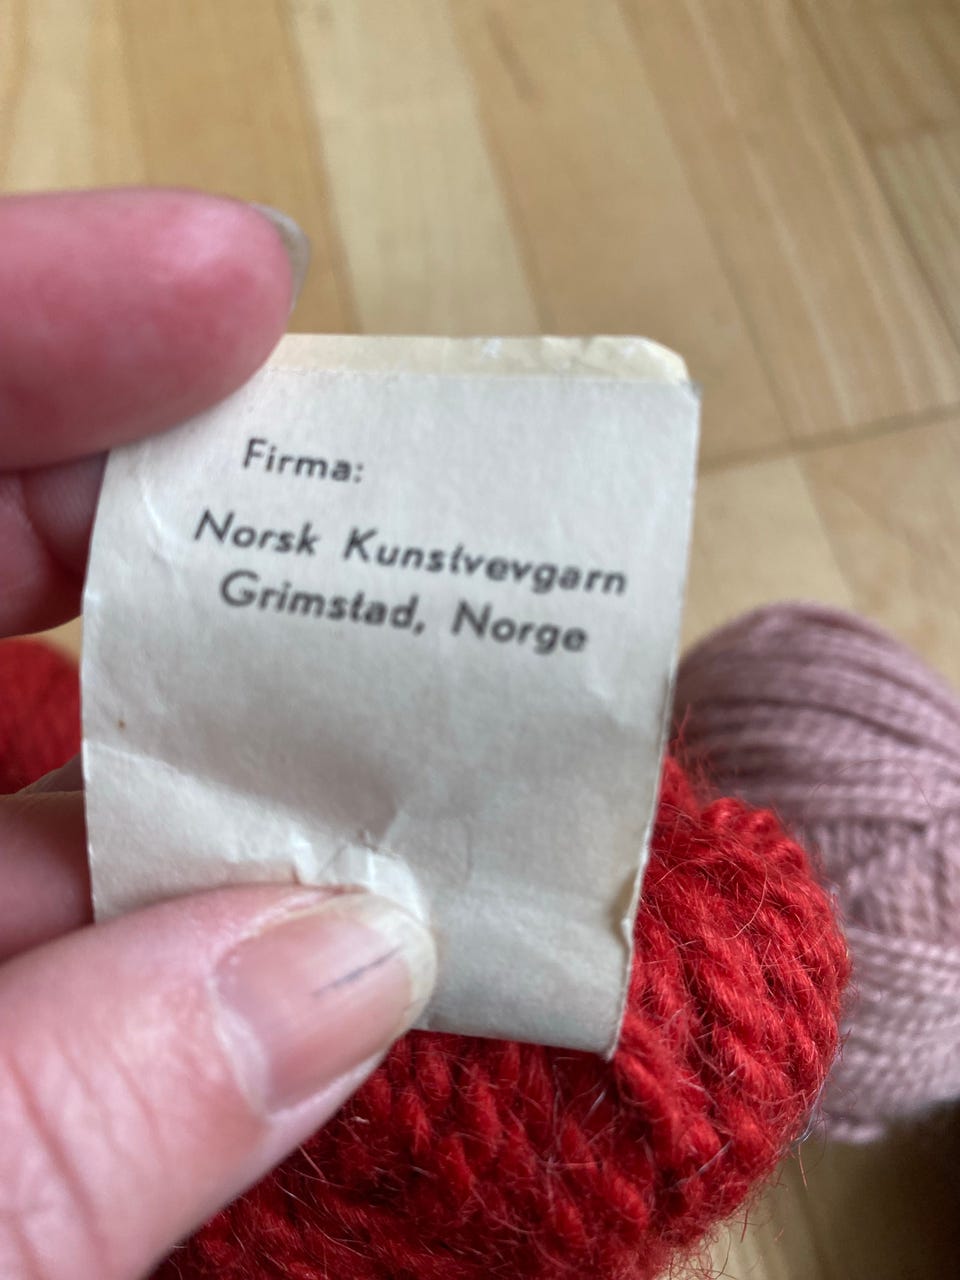 Firma:
Norsk Kunstvevgarn
Grimstad, Norge